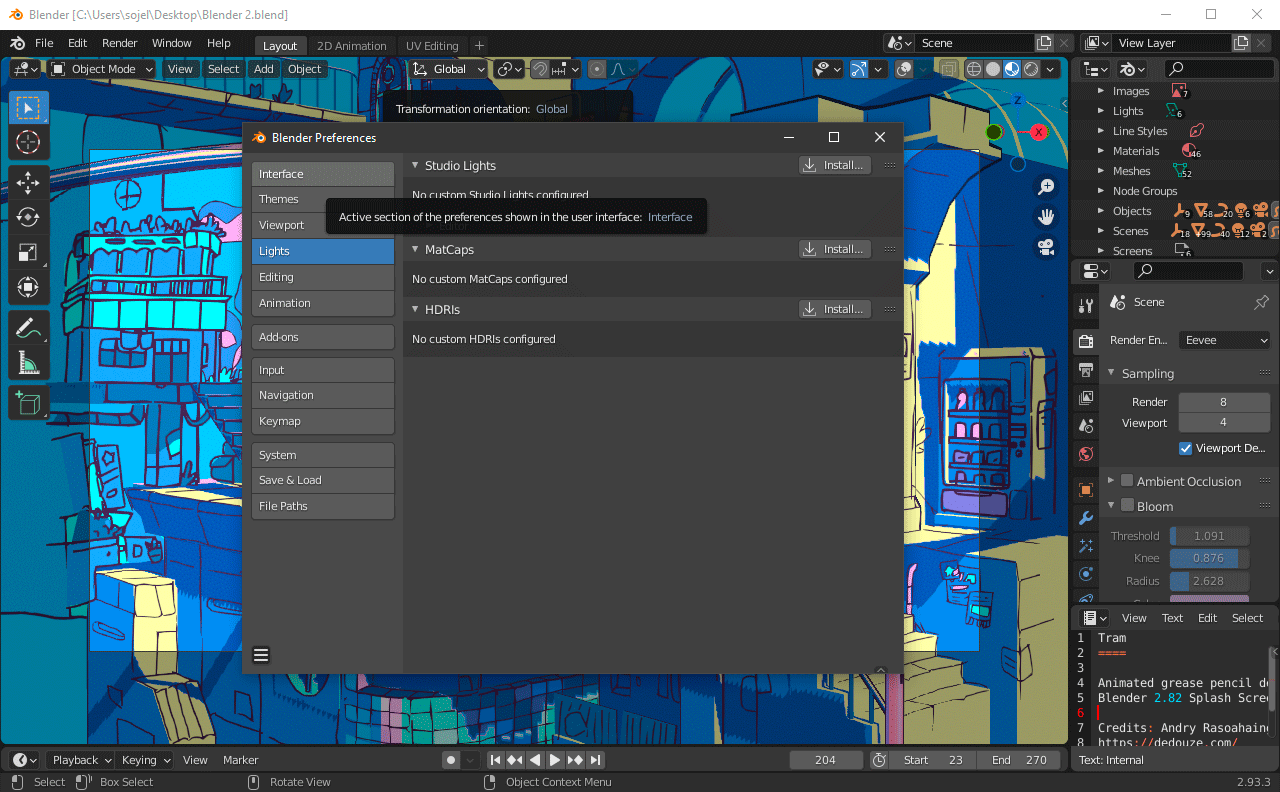 Blender [C:\Users\sojel\Desktop\Blender 2.blend]
File Edit Render Window Help Layout 2D Animation UV Editing + Scene View Layer
Object Mode View Select Add Object Global
Transformation orientation: Global
Blender Preferences
Interface
Themes
Viewport
Lights
Editing
Animation
Add-ons
Input
Navigation
Keymap
System
Save & Load
File Paths
Studio Lights Install...
No custom Studio Lights configured
Active section of the preferences shown in the user interface: Interface
Editor
MatCaps Install...
No custom MatCaps configured
HDRIs Install...
No custom HDRIs configured
Z
X
Images 7
Lights 6
Line Styles
Materials 46
Meshes 52
Node Groups
Objects 9 58 20 6
Scenes 18 99 40 12 2
Screens 6
Scene
Render En... Eevee
Sampling
Render 8
Viewport 4
Viewport De...
Ambient Occlusion
Bloom
Threshold 1.091
Knee 0.876
Radius 2.628
View Text Edit Select
1 Tram
2 ====
3
4 Animated grease pencil de
5 Blender 2.82 Splash Scree
6
7 Credits: Andry Rasoahaing
8 https://dedouze.com/
Text: Internal
Playback Keying View Marker 204 Start 23 End 270
Select Box Select Rotate View Object Context Menu 2.93.3